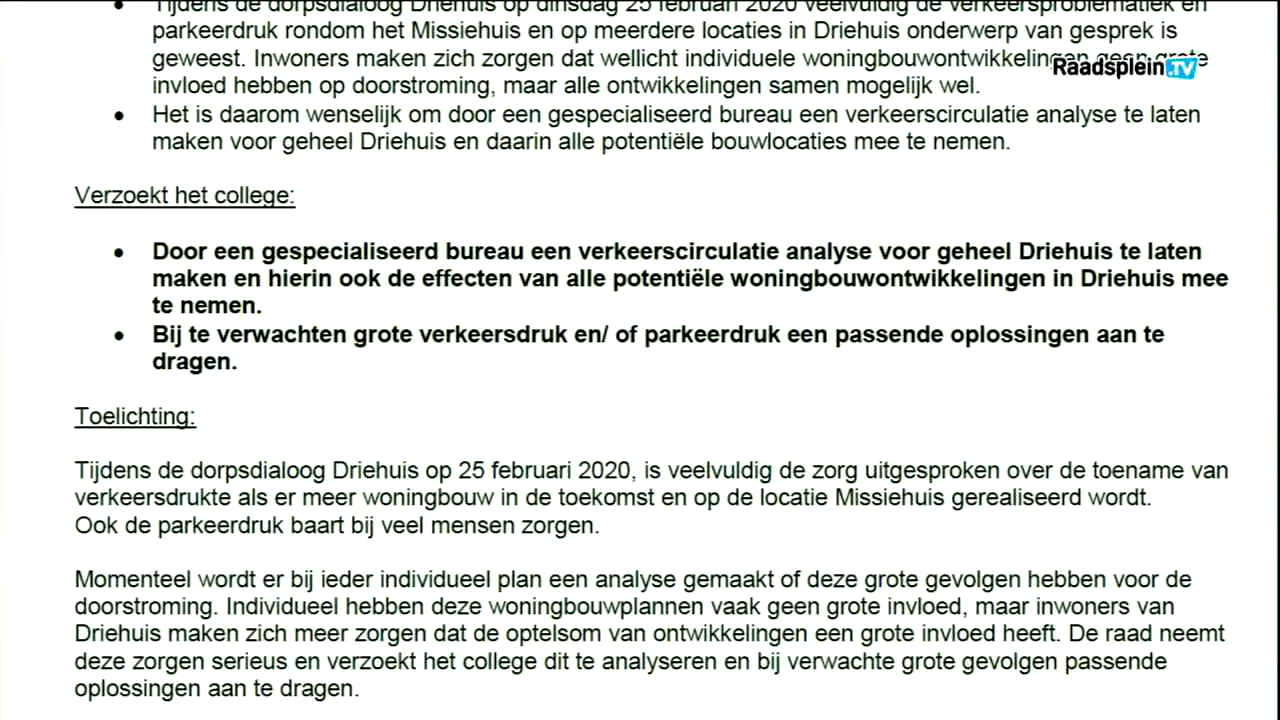 Tijdens de dorpsdialoog Driehuis op dinsdag 25 februari 2020 veelvuldig de verkeersproblematiek en
parkeerdruk rondom het Missiehuis en op meerdere locaties in Driehuis onderwerp van gesprek is
geweest. Inwoners maken zich zorgen dat wellicht individuele woningbouwontwikkelingen geen grote
Raadsplein.TV
invloed hebben op doorstroming, maar alle ontwikkelingen samen mogelijk wel.
• Het is daarom wenselijk om door een gespecialiseerd bureau een verkeerscirculatie analyse te laten
maken voor geheel Driehuis en daarin alle potentiële bouwlocaties mee te nemen.
Verzoekt het college:
• Door een gespecialiseerd bureau een verkeerscirculatie analyse voor geheel Driehuis te laten
maken en hierin ook de effecten van alle potentiële woningbouwontwikkelingen in Driehuis mee
te nemen.
• Bij te verwachten grote verkeersdruk en/ of parkeerdruk een passende oplossingen aan te
dragen.
Toelichting:
Tijdens de dorpsdialoog Driehuis op 25 februari 2020, is veelvuldig de zorg uitgesproken over de toename van
verkeersdrukte als er meer woningbouw in de toekomst en op de locatie Missiehuis gerealiseerd wordt.
Ook de parkeerdruk baart bij veel mensen zorgen.
Momenteel wordt er bij ieder individueel plan een analyse gemaakt of deze grote gevolgen hebben voor de
doorstroming. Individueel hebben deze woningbouwplannen vaak geen grote invloed, maar inwoners van
Driehuis maken zich meer zorgen dat de optelsom van ontwikkelingen een grote invloed heeft. De raad neemt
deze zorgen serieus en verzoekt het college dit te analyseren en bij verwachte grote gevolgen passende
oplossingen aan te dragen.